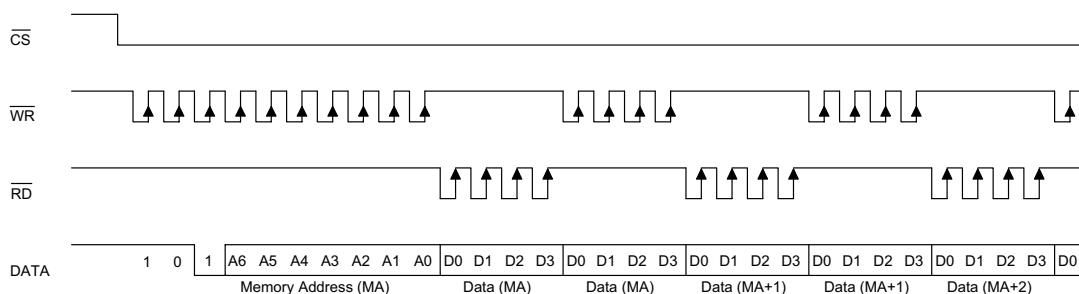 CS
WR
RD
DATA 1 0 1 A6 A5 A4 A3 A2 A1 A0 D0 D1 D2 D3 D0 D1 D2 D3 D0 D1 D2 D3 D0 D1 D2 D3 D0 D1 D2 D3 D0
Memory Address (MA) Data (MA) Data (MA) Data (MA+1) Data (MA+1) Data (MA+2)